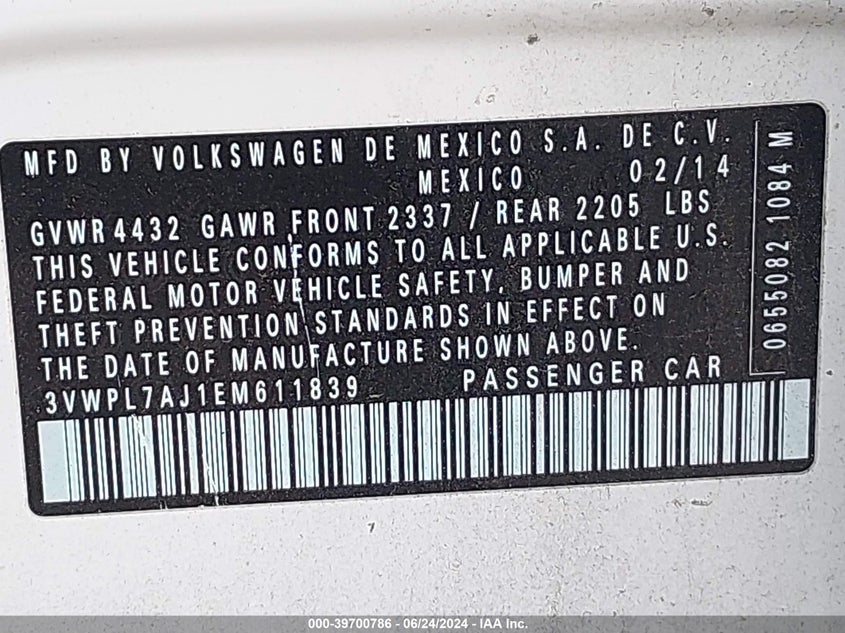 MFD BY VOLKSWAGEN DE MEXICO S.A. DE C.V.
MEXICO 02/14
GVWR 4432 GAWR FRONT 2337 / REAR 2205 LBS
THIS VEHICLE CONFORMS TO ALL APPLICABLE U.S.
FEDERAL MOTOR VEHICLE SAFETY, BUMPER AND
THEFT PREVENTION STANDARDS IN EFFECT ON
THE DATE OF MANUFACTURE SHOWN ABOVE.
3VWPL7AJ1EM611839 PASSENGER CAR
0655082 1084 M
000-39700786 - 06/24/2024 - IAA Inc.